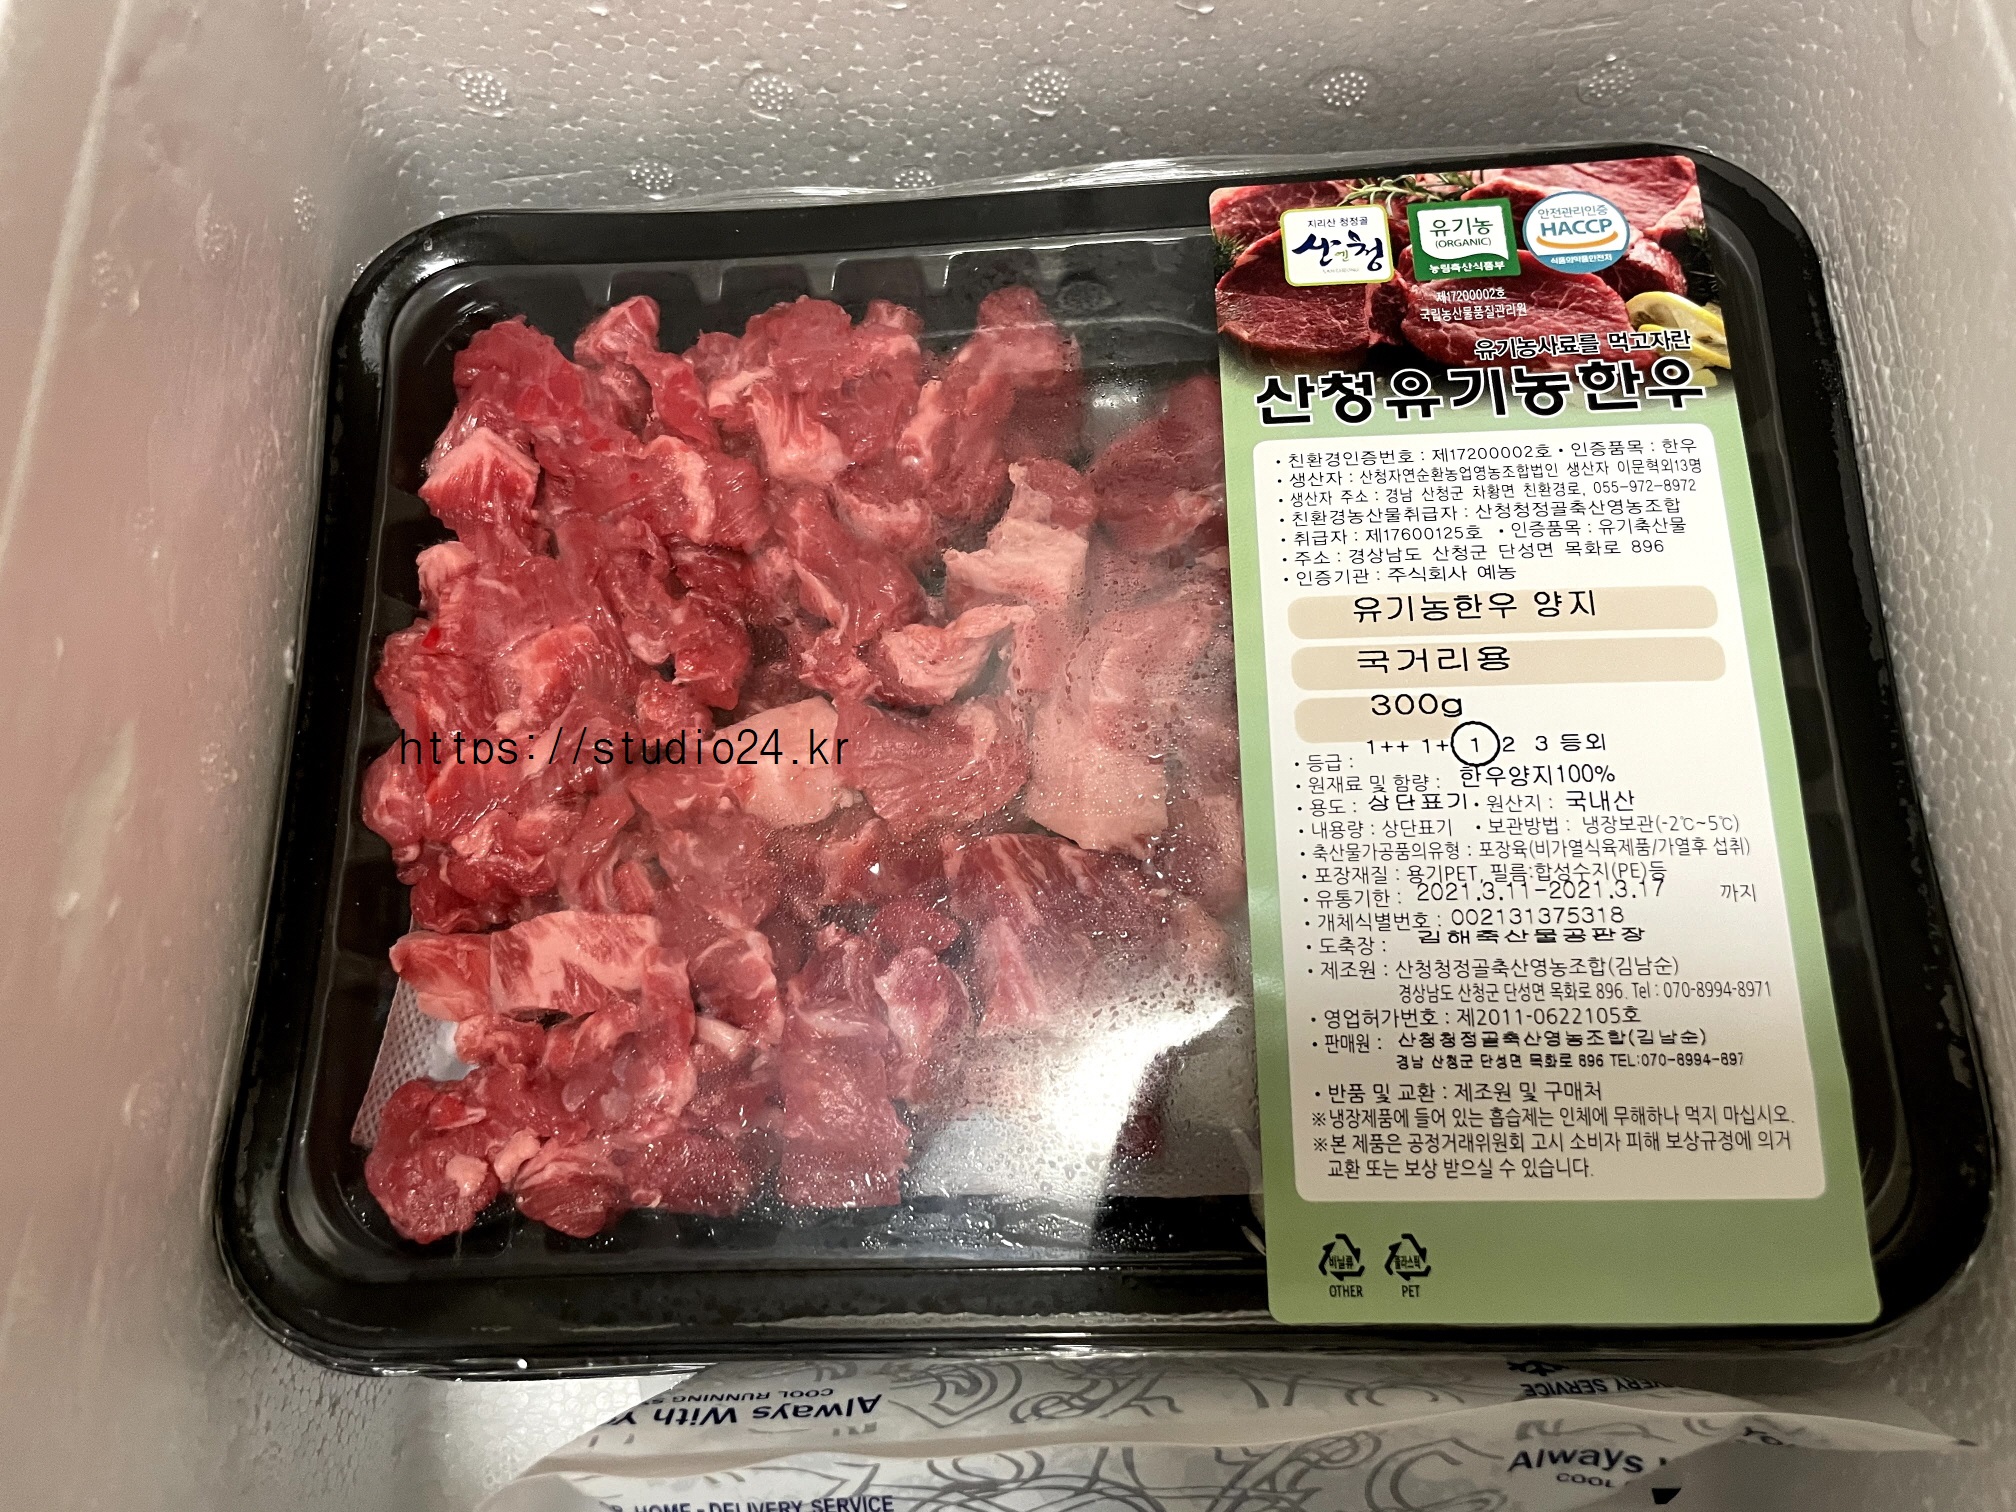 지리산 청정골
산엔청
SANENCHEONG
유기농
(ORGANIC)
농림축산식품부
안전관리인증
HACCP
식품의약품안전처
제17200002호
국립농산물품질관리원
유기농사료를 먹고자란
산청유기농한우
• 친환경인증번호 : 제17200002호 • 인증품목 : 한우
• 생산자 : 산청자연순환농업영농조합법인 생산자 이문혁외13명
• 생산자 주소 : 경남 산청군 차황면 친환경로, 055-972-8972
• 친환경농산물취급자 : 산청청정골축산영농조합
• 취급자 : 제17600125호 • 인증품목 : 유기축산물
• 주소 : 경상남도 산청군 단성면 목화로 896
• 인증기관 : 주식회사 예농
유기농한우 양지
국거리용
300g
• 등급 : 1++ 1+ 1 2 3 등외
• 원재료 및 함량 : 한우양지100%
• 용도 : 상단표기 • 원산지 : 국내산
• 내용량 : 상단표기 • 보관방법 : 냉장보관(-2℃~5℃)
• 축산물가공품의유형 : 포장육(비가열식육제품/가열후 섭취)
• 포장재질 : 용기PET, 필름:합성수지(PE)등
• 유통기한 : 2021.3.11-2021.3.17 까지
• 개체식별번호 : 002131375318
• 도축장 : 김해축산물공판장
• 제조원 : 산청청정골축산영농조합(김남순)
경상남도 산청군 단성면 목화로 896. Tel : 070-8994-8971
• 영업허가번호 : 제2011-0622105호
• 판매원 : 산청청정골축산영농조합(김남순)
경남 산청군 단성면 목화로 896 TEL:070-8994-897
• 반품 및 교환 : 제조원 및 구매처
※냉장제품에 들어 있는 흡습제는 인체에 무해하나 먹지 마십시오.
※본 제품은 공정거래위원회 고시 소비자 피해 보상규정에 의거
교환 또는 보상 받으실 수 있습니다.
비닐류
OTHER
플라스틱
PET
https://studio24.kr
Always With
COOL RUNNING
SERVICE
Always
COOL
HOME-DELIVERY SERVICE